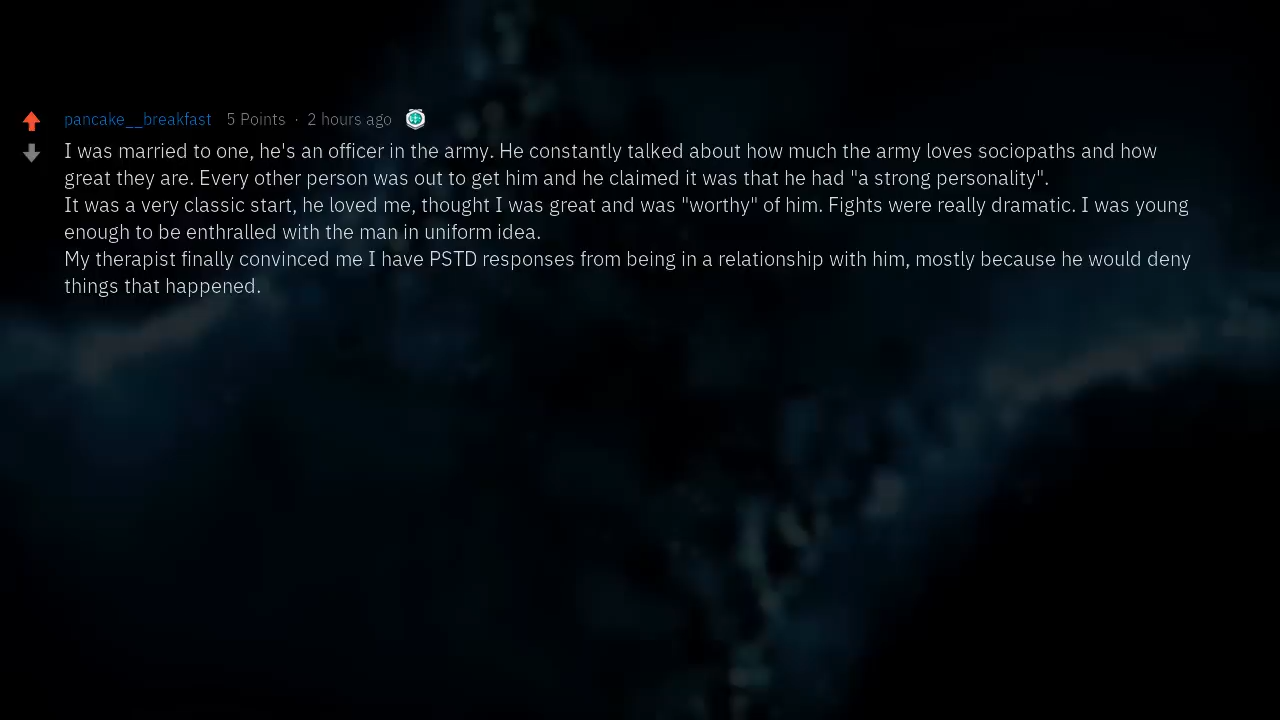 pancake__breakfast 5 Points · 2 hours ago
I was married to one, he's an officer in the army. He constantly talked about how much the army loves sociopaths and how
great they are. Every other person was out to get him and he claimed it was that he had "a strong personality".
It was a very classic start, he loved me, thought I was great and was "worthy" of him. Fights were really dramatic. I was young
enough to be enthralled with the man in uniform idea.
My therapist finally convinced me I have PSTD responses from being in a relationship with him, mostly because he would deny
things that happened.